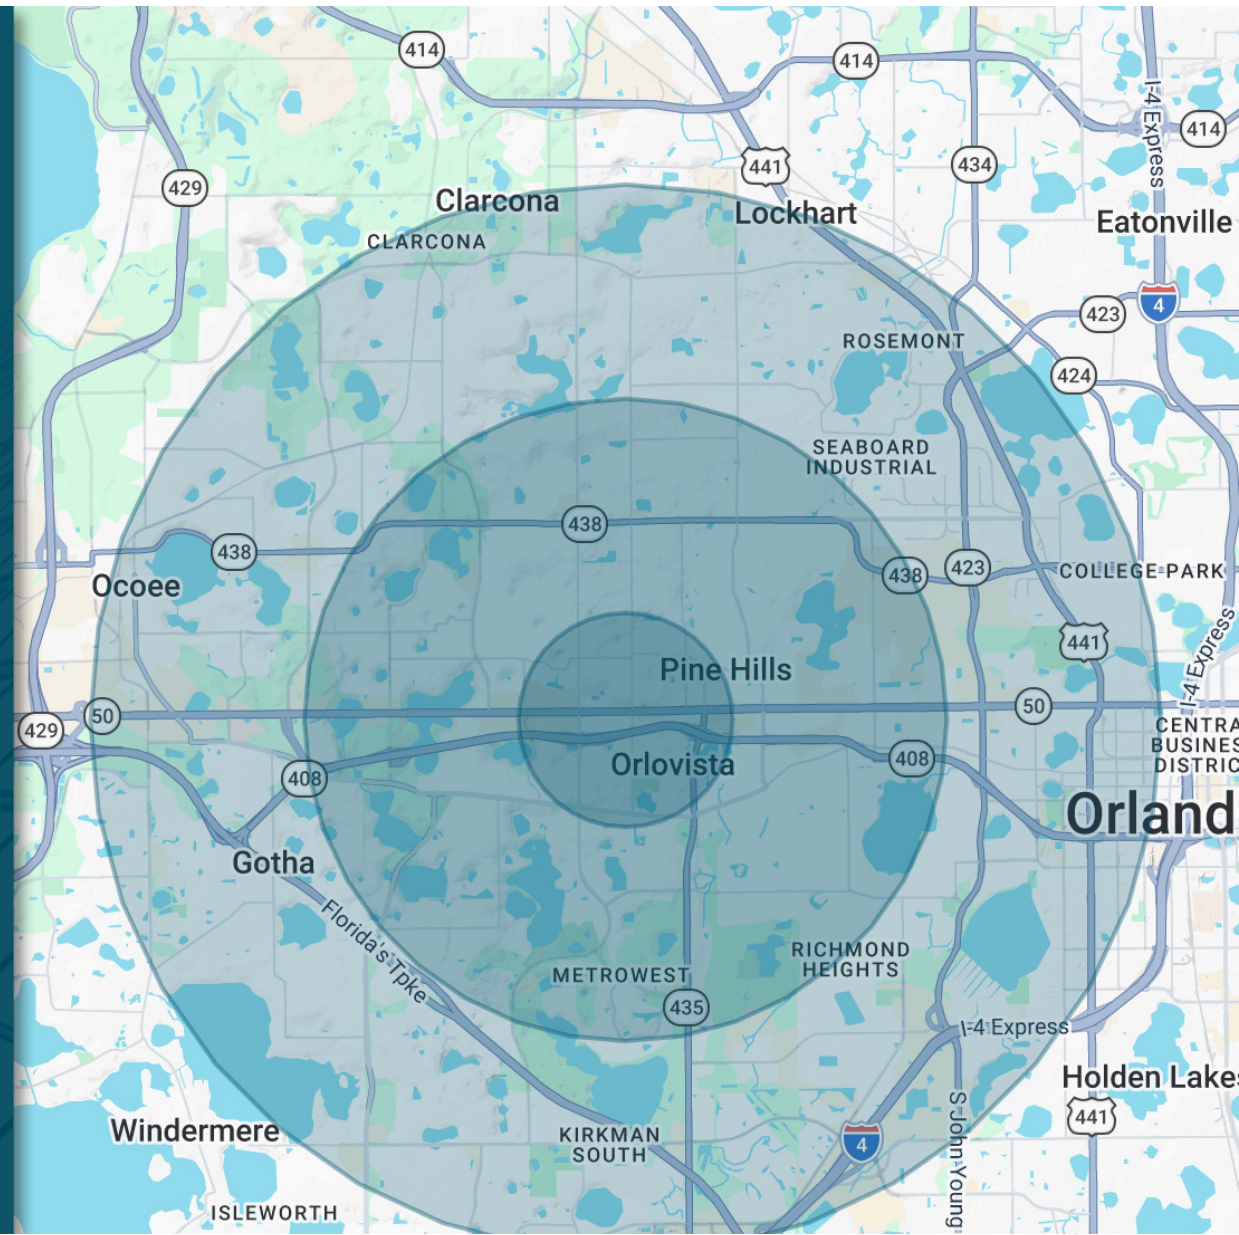 414
414
I-4 Express
414
441
434
429
Clarcona
Lockhart
Eatonville
CLARCONA
4
423
ROSEMONT
424
SEABOARD
INDUSTRIAL
438
438
438
423
COLLEGE PARK
Ocoee
441
I-4 Express
Pine Hills
50
50
429
CENTRA
BUSINES
DISTRIC
Orlovista
408
408
Orland
Gotha
Florida's Tpke
RICHMOND
HEIGHTS
METROWEST
435
I-4 Express
Holden Lakes
441
S John Young
Windermere
KIRKMAN
SOUTH
4
ISLEWORTH